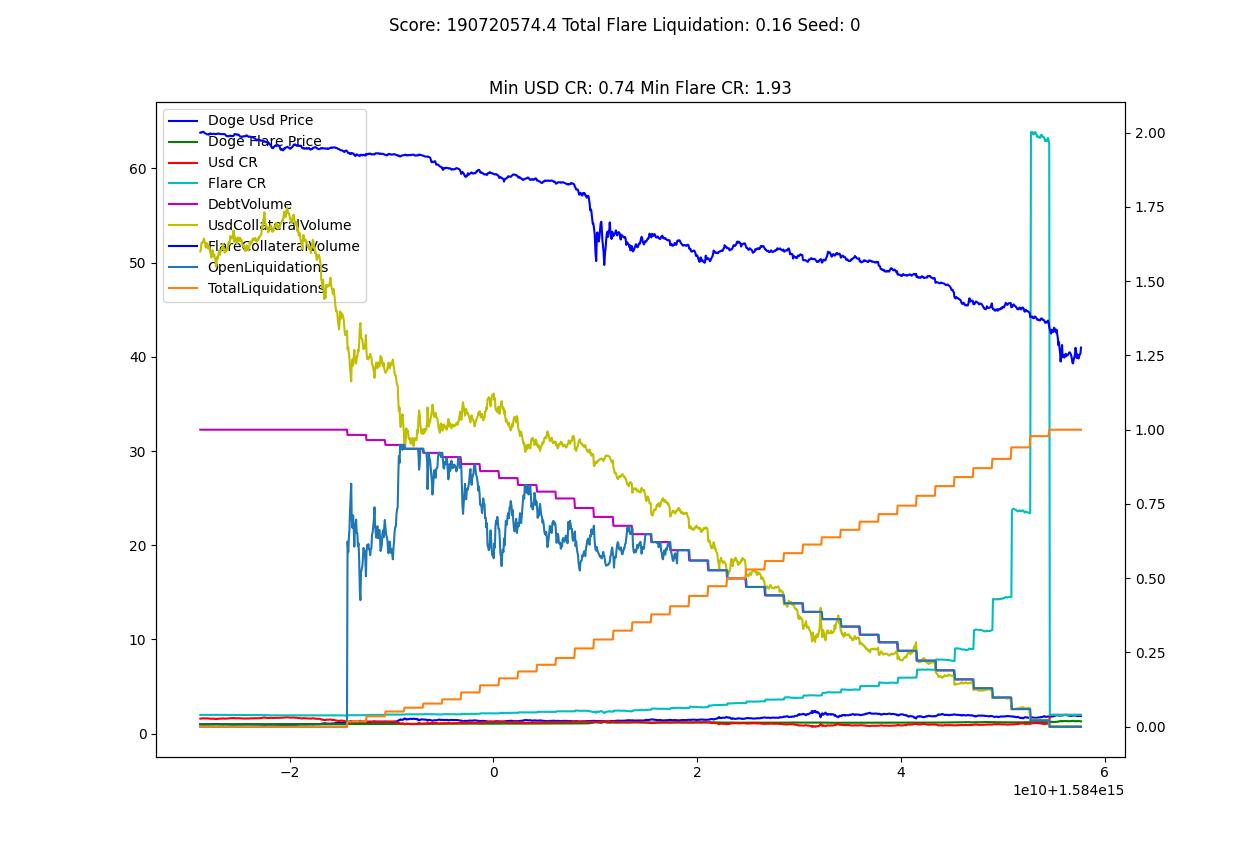 Score: 190720574.4 Total Flare Liquidation: 0.16 Seed: 0
Min USD CR: 0.74 Min Flare CR: 1.93
Doge Usd Price
Doge Flare Price
Usd CR
Flare CR
DebtVolume
UsdCollateralVolume
FlareCollateralVolume
OpenLiquidations
TotalLiquidations
60
50
40
30
20
10
0
2.00
1.75
1.50
1.25
1.00
0.75
0.50
0.25
0.00
−2
0
2
4
6
1e10+1.584e15